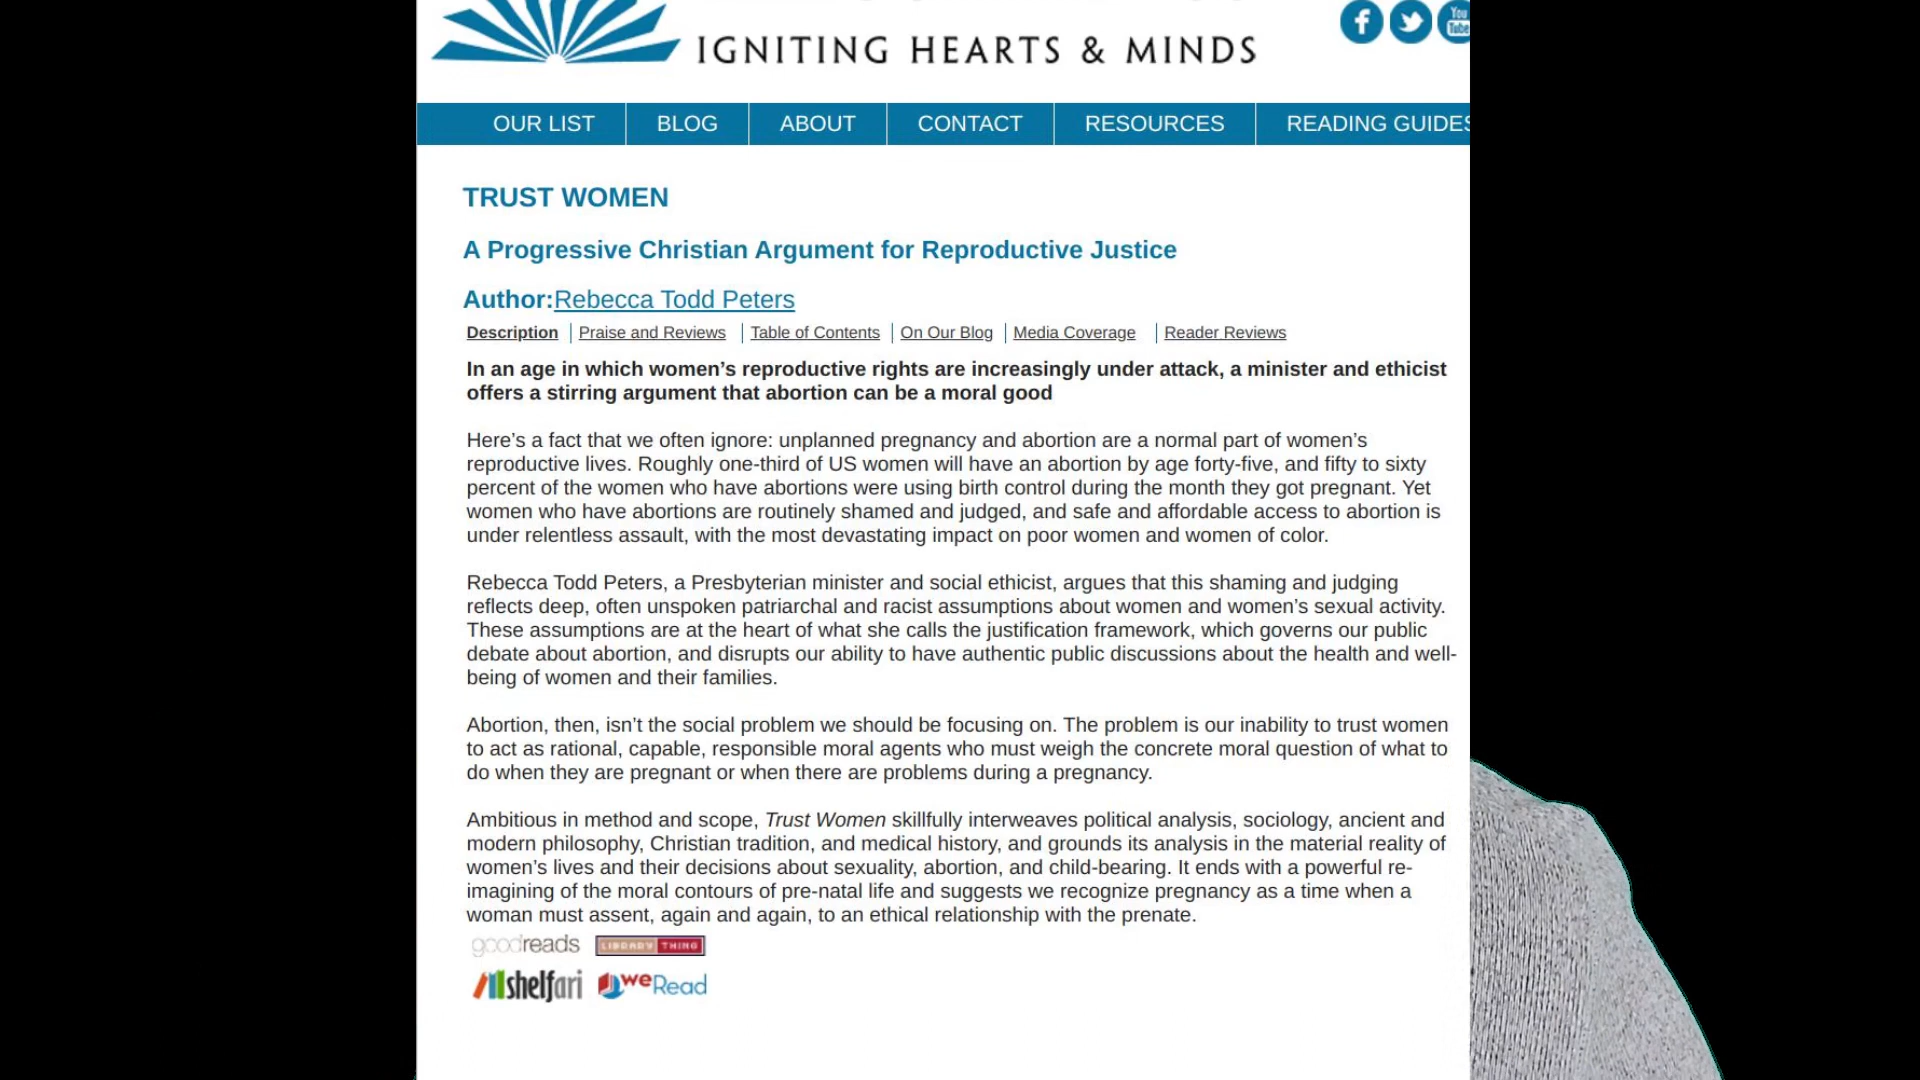 IGNITING HEARTS & MINDS
You
Tube
OUR LIST BLOG ABOUT CONTACT RESOURCES READING GUIDES
TRUST WOMEN
A Progressive Christian Argument for Reproductive Justice
Author:Rebecca Todd Peters
Description Praise and Reviews Table of Contents On Our Blog Media Coverage Reader Reviews
In an age in which women’s reproductive rights are increasingly under attack, a minister and ethicist
offers a stirring argument that abortion can be a moral good
Here’s a fact that we often ignore: unplanned pregnancy and abortion are a normal part of women’s
reproductive lives. Roughly one-third of US women will have an abortion by age forty-five, and fifty to sixty
percent of the women who have abortions were using birth control during the month they got pregnant. Yet
women who have abortions are routinely shamed and judged, and safe and affordable access to abortion is
under relentless assault, with the most devastating impact on poor women and women of color.
Rebecca Todd Peters, a Presbyterian minister and social ethicist, argues that this shaming and judging
reflects deep, often unspoken patriarchal and racist assumptions about women and women’s sexual activity.
These assumptions are at the heart of what she calls the justification framework, which governs our public
debate about abortion, and disrupts our ability to have authentic public discussions about the health and well-
being of women and their families.
Abortion, then, isn’t the social problem we should be focusing on. The problem is our inability to trust women
to act as rational, capable, responsible moral agents who must weigh the concrete moral question of what to
do when they are pregnant or when there are problems during a pregnancy.
Ambitious in method and scope, Trust Women skillfully interweaves political analysis, sociology, ancient and
modern philosophy, Christian tradition, and medical history, and grounds its analysis in the material reality of
women’s lives and their decisions about sexuality, abortion, and child-bearing. It ends with a powerful re-
imagining of the moral contours of pre-natal life and suggests we recognize pregnancy as a time when a
woman must assent, again and again, to an ethical relationship with the prenate.
goodreads LIBRARY THING
shelfari weRead